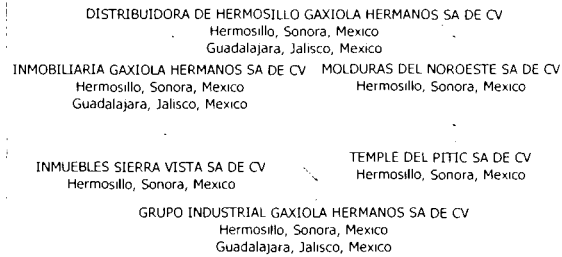 DISTRIBUIDORA DE HERMOSILLO GAXIOLA HERMANOS SA DE CV
Hermosillo, Sonora, Mexico
Guadalajara, Jalisco, Mexico
INMOBILIARIA GAXIOLA HERMANOS SA DE CV
Hermosillo, Sonora, Mexico
Guadalajara, Jalisco, Mexico
MOLDURAS DEL NOROESTE SA DE CV
Hermosillo, Sonora, Mexico
INMUEBLES SIERRA VISTA SA DE CV
Hermosillo, Sonora, Mexico
TEMPLE DEL PITIC SA DE CV
Hermosillo, Sonora, Mexico
GRUPO INDUSTRIAL GAXIOLA HERMANOS SA DE CV
Hermosillo, Sonora, Mexico
Guadalajara, Jalisco, Mexico